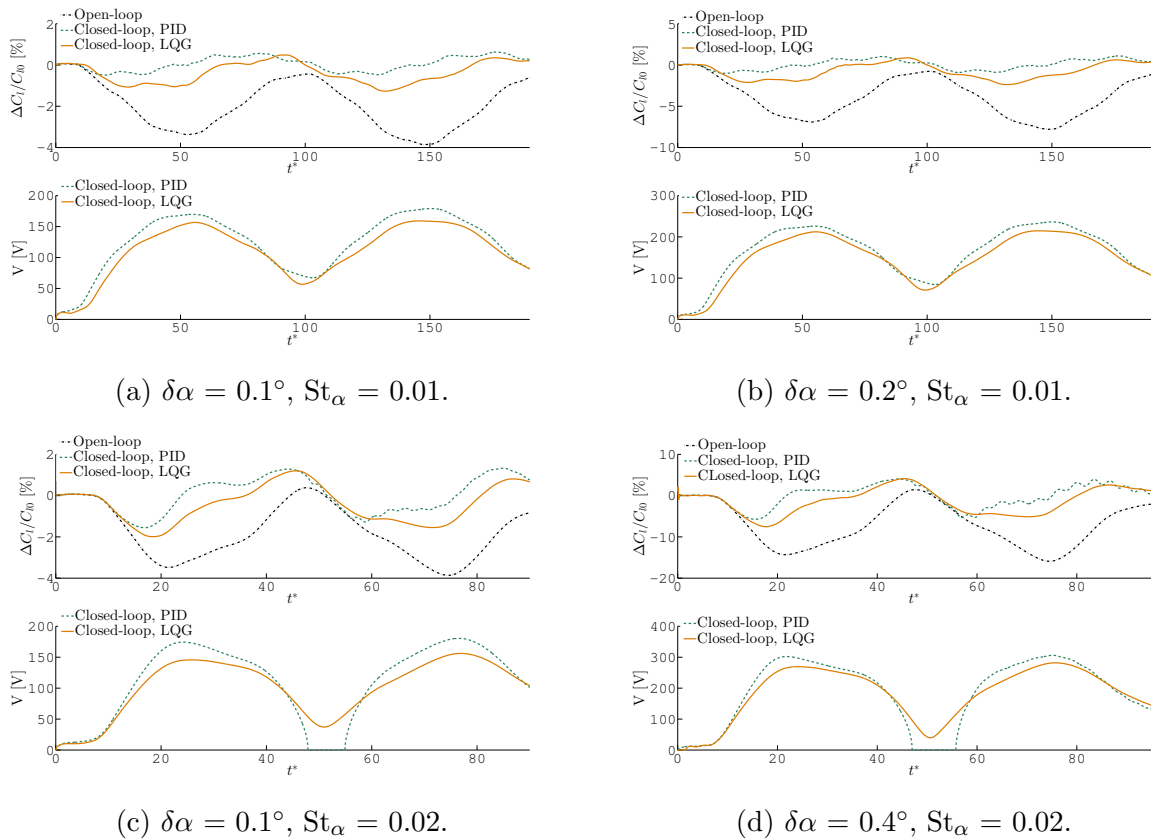 Open-loop
Closed-loop, PID
Closed-loop, LQG
ΔC_l/C_{l0} [%]
2
0
-2
-4
0 50 100 150
t*
Closed-loop, PID
Closed-loop, LQG
V [V]
200
150
100
50
0
0 50 100 150
t*
(a) δα = 0.1°, St_α = 0.01.
Open-loop
Closed-loop, PID
Closed-loop, LQG
ΔC_l/C_{l0} [%]
5
0
-5
-10
0 50 100 150
t*
Closed-loop, PID
Closed-loop, LQG
V [V]
300
200
100
0
0 50 100 150
t*
(b) δα = 0.2°, St_α = 0.01.
Open-loop
Closed-loop, PID
Closed-loop, LQG
ΔC_l/C_{l0} [%]
2
0
-2
-4
0 20 40 60 80
t*
Closed-loop, PID
Closed-loop, LQG
V [V]
200
150
100
50
0
0 20 40 60 80
t*
(c) δα = 0.1°, St_α = 0.02.
Open-loop
Closed-loop, PID
CLosed-loop, LQG
ΔC_l/C_{l0} [%]
10
0
-10
-20
0 20 40 60 80
t*
Closed-loop, PID
Closed-loop, LQG
V [V]
400
300
200
100
0
0 20 40 60 80
t*
(d) δα = 0.4°, St_α = 0.02.